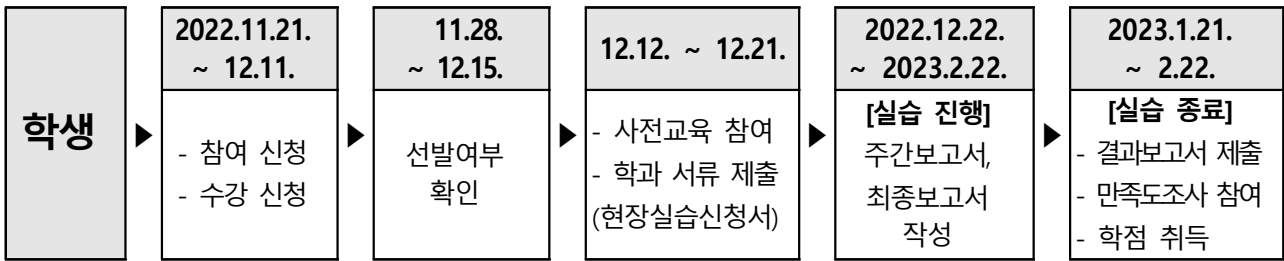 학생
▶
2022.11.21.
~ 12.11.
- 참여 신청
- 수강 신청
▶
11.28.
~ 12.15.
선발여부
확인
▶
12.12. ~ 12.21.
- 사전교육 참여
- 학과 서류 제출
(현장실습신청서)
▶
2022.12.22.
~ 2023.2.22.
[실습 진행]
주간보고서,
최종보고서
작성
▶
2023.1.21.
~ 2.22.
[실습 종료]
- 결과보고서 제출
- 만족도조사 참여
- 학점 취득